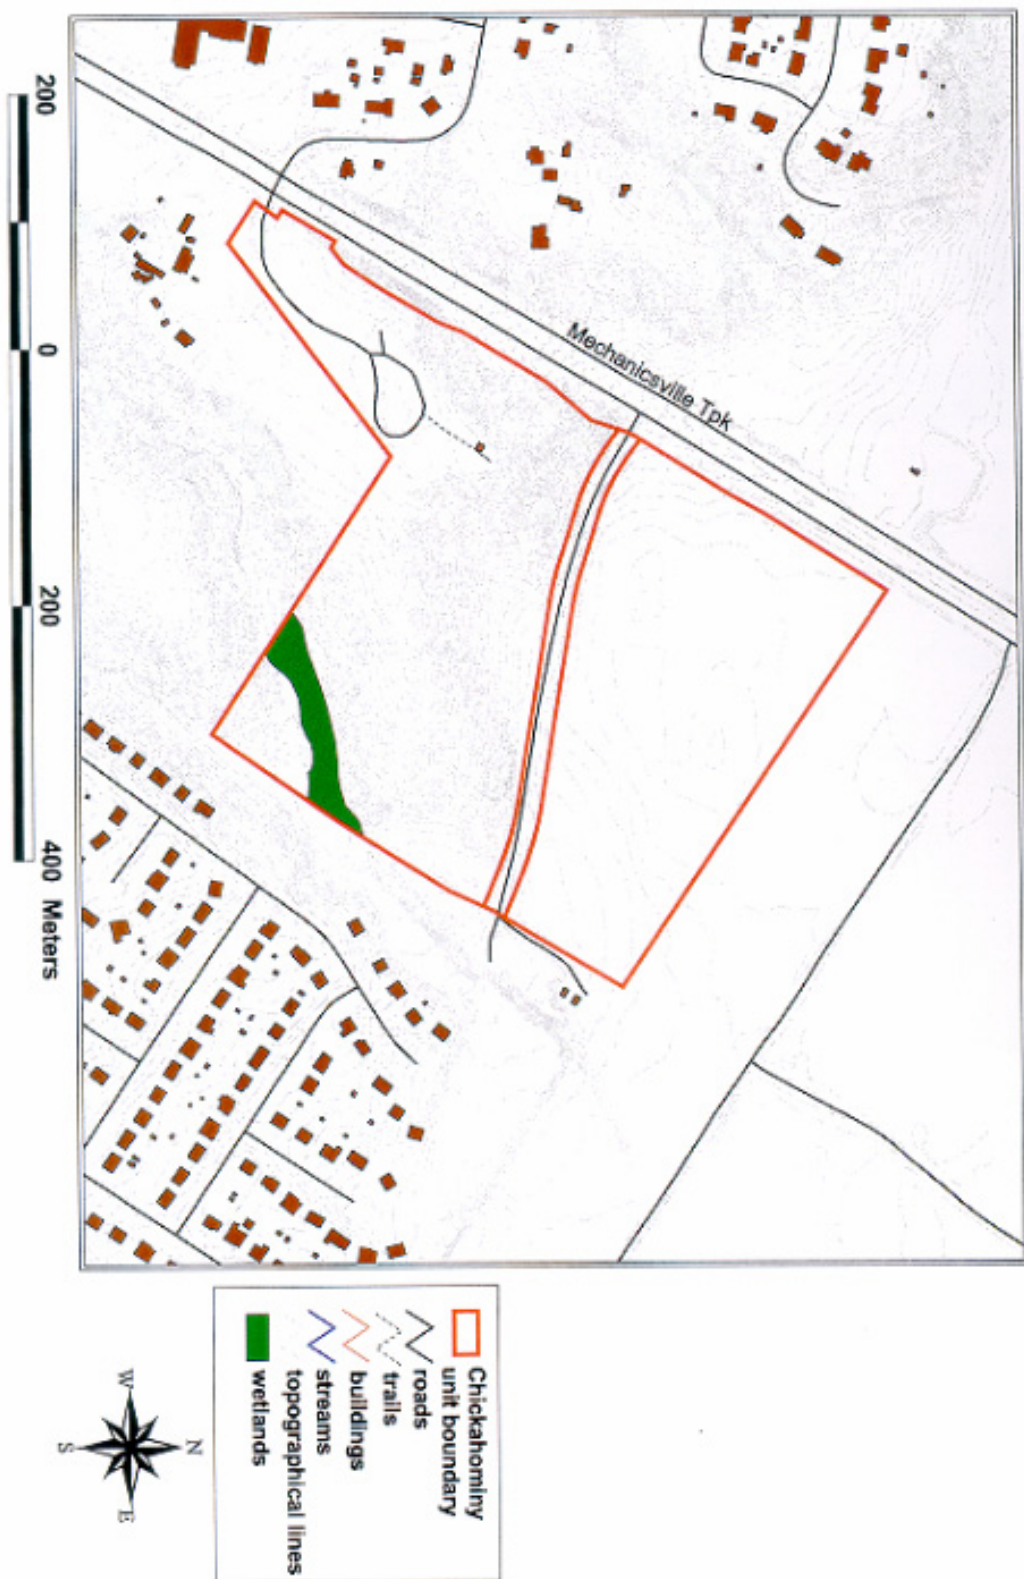 Mechanicsville Tpk
200
0
200
400 Meters
Chickahominy
unit boundary
roads
trails
buildings
streams
topographical lines
wetlands
N
W
E
S